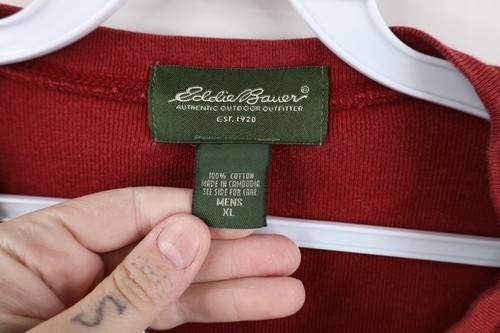 Eddie Bauer®
AUTHENTIC OUTDOOR OUTFITTER
EST. 1920
100% COTTON
MADE IN CAMBODIA
SEE SIDE FOR CARE
MENS
XL
S